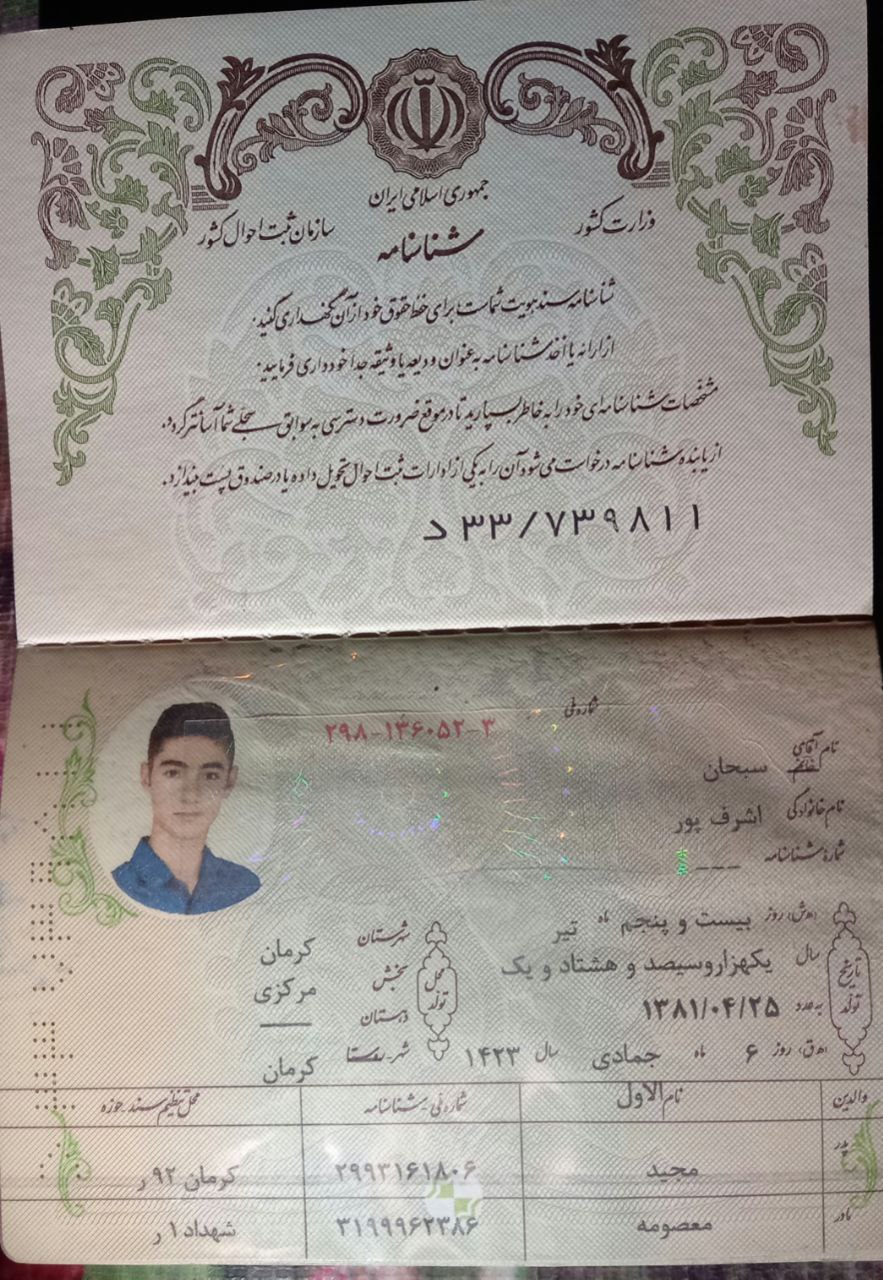 جمهوری اسلامی ایران
وزارت کشور
سازمان ثبت احوال کشور
شناسنامه
شناسنامه سند هویت شماست برای حفظ حقوق خود از آن نگهداری کنید.
از ارائه یا اخذ شناسنامه به عنوان ودیعه یا وثیقه جداً خودداری فرمایید.
مشخصات شناسنامه‌ای خود را به خاطر بسپارید تا در موقع ضرورت دسترسی به سوابق سجلی شما آسانتر گردد.
از یابنده شناسنامه درخواست می‌شود آن را به یکی از ادارات ثبت احوال تحویل داده یا در صندوق پست بیندازد.
د ۳۳/۷۳۹۸۱۱
شماره ملی ۲۹۸-۱۳۶۰۵۲-۳
نام آقای خانم سبحان
نام خانوادگی اشرف پور
شماره شناسنامه ---
تاریخ تولد
(ه‍.ش) روز بیست و پنجم ماه تیر
سال یکهزار و سیصد و هشتاد و یک
به عدد ۱۳۸۱/۰۴/۲۵
(ه‍.ق) روز ۶ ماه جمادی الاول سال ۱۴۲۳
محل تولد
شهرستان کرمان
بخش مرکزی
دهستان —
شهر-روستا کرمان
والدین نام شماره ملی - شناسنامه محل تنظیم سند - حوزه
پدر مجید ۲۹۹۳۱۶۱۸۰۶ کرمان ۹۲ ر
مادر معصومه ۳۱۹۹۹۶۲۳۸۶ شهداد ۱ ر